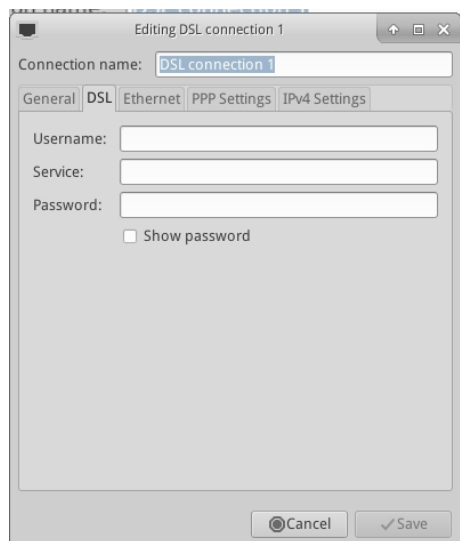 Editing DSL connection 1
Connection name: DSL connection 1
General DSL Ethernet PPP Settings IPv4 Settings
Username:
Service:
Password:
Show password
Cancel Save